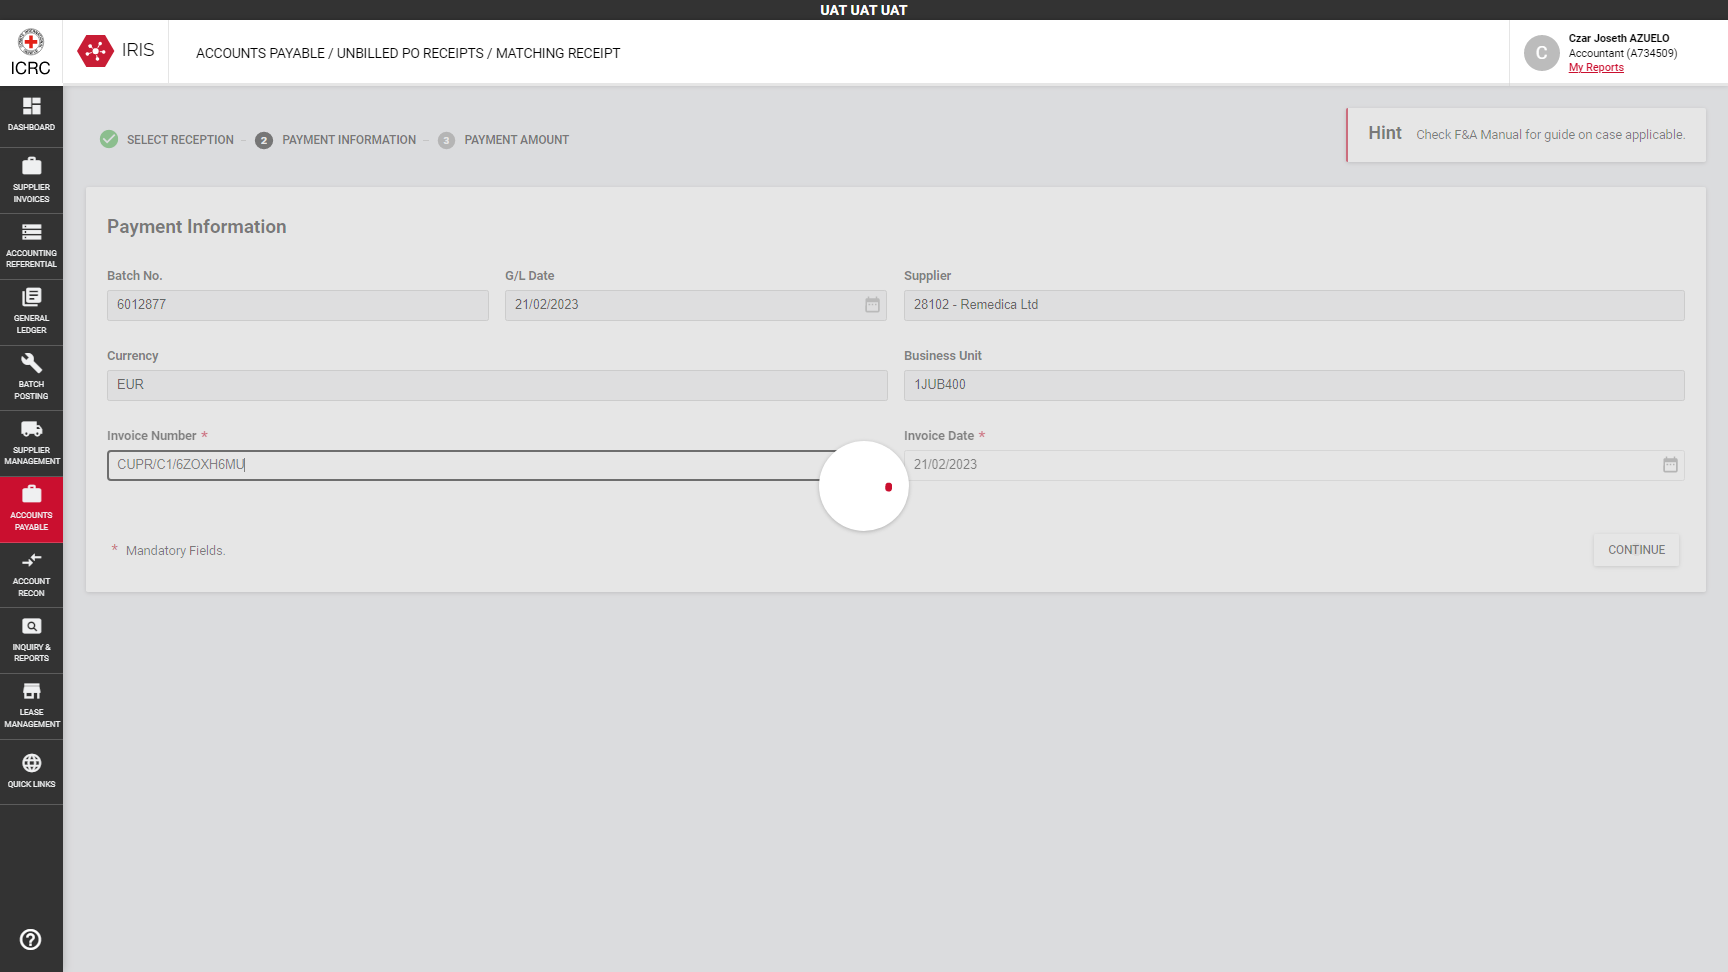 UAT UAT UAT
ICRC
IRIS
ACCOUNTS PAYABLE / UNBILLED PO RECEIPTS / MATCHING RECEIPT
C
Czar Joseth AZUELO
Accountant (A734509)
My Reports
DASHBOARD
SUPPLIER
INVOICES
ACCOUNTING
REFERENTIAL
GENERAL
LEDGER
BATCH
POSTING
SUPPLIER
MANAGEMENT
ACCOUNTS
PAYABLE
ACCOUNT
RECON
INQUIRY &
REPORTS
LEASE
MANAGEMENT
QUICK LINKS
SELECT RECEPTION – 2 PAYMENT INFORMATION – 3 PAYMENT AMOUNT
Hint Check F&A Manual for guide on case applicable.
Payment Information
Batch No. G/L Date Supplier
6012877 21/02/2023 28102 - Remedica Ltd
Currency Business Unit
EUR 1JUB400
Invoice Number * Invoice Date *
CUPR/C1/6ZOXH6MU 21/02/2023
* Mandatory Fields.
CONTINUE